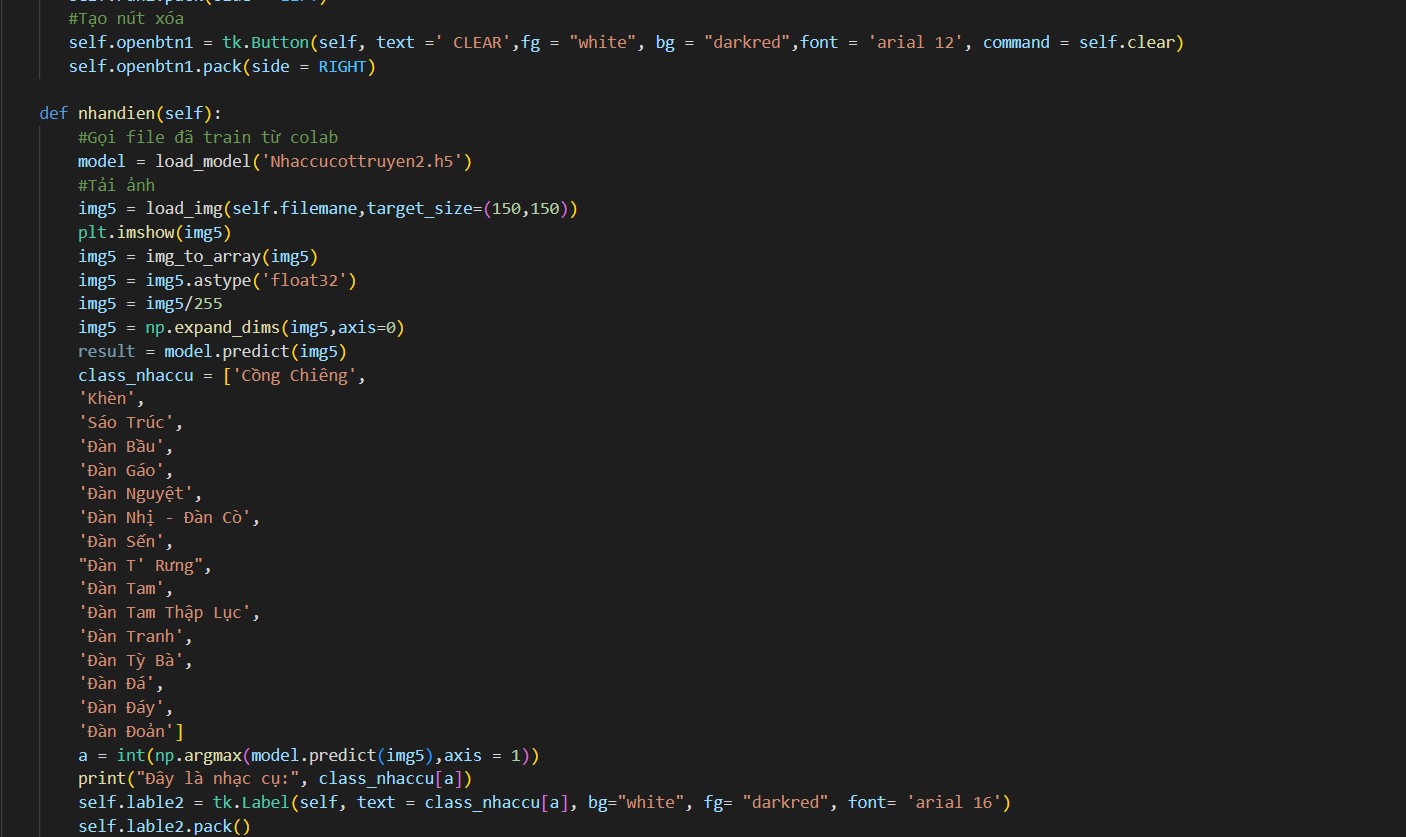 #Tạo nút xóa
self.openbtn1 = tk.Button(self, text =' CLEAR',fg = "white", bg = "darkred",font = 'arial 12', command = self.clear)
self.openbtn1.pack(side = RIGHT)
def nhandien(self):
#Gọi file đã train từ colab
model = load_model('Nhaccucottruyen2.h5')
#Tải ảnh
img5 = load_img(self.filemane,target_size=(150,150))
plt.imshow(img5)
img5 = img_to_array(img5)
img5 = img5.astype('float32')
img5 = img5/255
img5 = np.expand_dims(img5,axis=0)
result = model.predict(img5)
class_nhaccu = ['Cồng Chiêng',
'Khèn',
'Sáo Trúc',
'Đàn Bầu',
'Đàn Gáo',
'Đàn Nguyệt',
'Đàn Nhị - Đàn Cò',
'Đàn Sến',
"Đàn T' Rưng",
'Đàn Tam',
'Đàn Tam Thập Lục',
'Đàn Tranh',
'Đàn Tỳ Bà',
'Đàn Đá',
'Đàn Đáy',
'Đàn Đoản']
a = int(np.argmax(model.predict(img5),axis = 1))
print("Đây là nhạc cụ:", class_nhaccu[a])
self.lable2 = tk.Label(self, text = class_nhaccu[a], bg="white", fg= "darkred", font= 'arial 16')
self.lable2.pack()